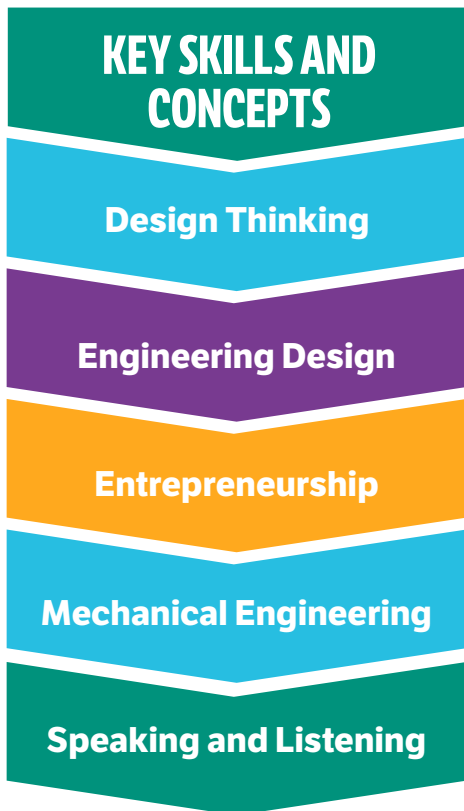 KEY SKILLS AND
CONCEPTS
Design Thinking
Engineering Design
Entrepreneurship
Mechanical Engineering
Speaking and Listening